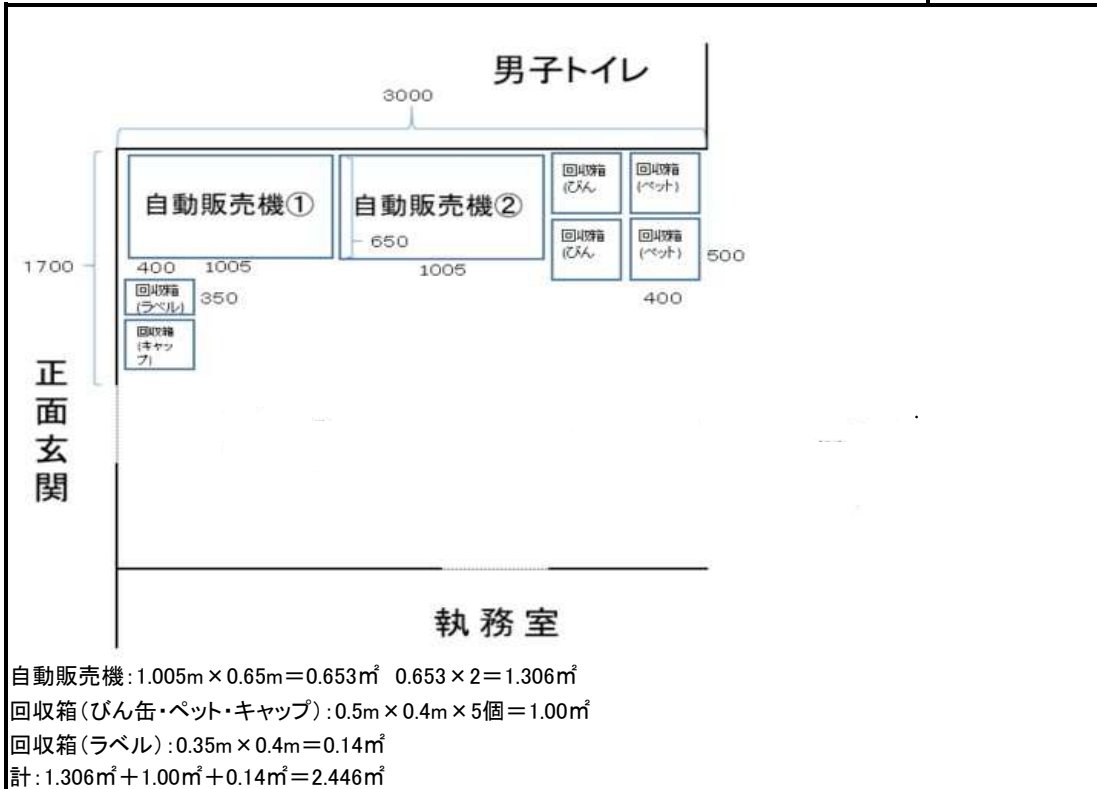 男子トイレ
3000
自動販売機①
自動販売機②
650
1005
1005
400
回収箱
(びん
回収箱
(ペット)
回収箱
(びん
回収箱
(ペット)
500
400
1700
回収箱
(ラベル)
350
回収箱
(キャッ
プ)
正面玄関
執務室
自動販売機:1.005m×0.65m=0.653㎡ 0.653×2=1.306㎡
回収箱(びん缶・ペット・キャップ):0.5m×0.4m×5個=1.00㎡
回収箱(ラベル):0.35m×0.4m=0.14㎡
計:1.306㎡+1.00㎡+0.14㎡=2.446㎡